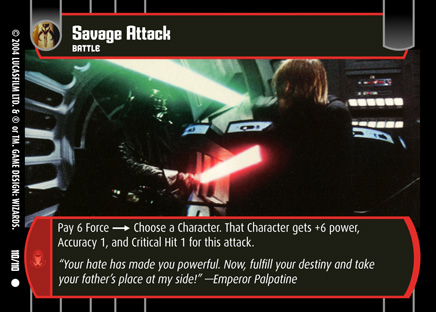 Savage Attack
BATTLE
Pay 6 Force → Choose a Character. That Character gets +6 power,
Accuracy 1, and Critical Hit 1 for this attack.
“Your hate has made you powerful. Now, fulfill your destiny and take
your father’s place at my side!” —Emperor Palpatine
© 2004 LUCASFILM LTD. & ® or TM. GAME DESIGN: WIZARDS.
110/110